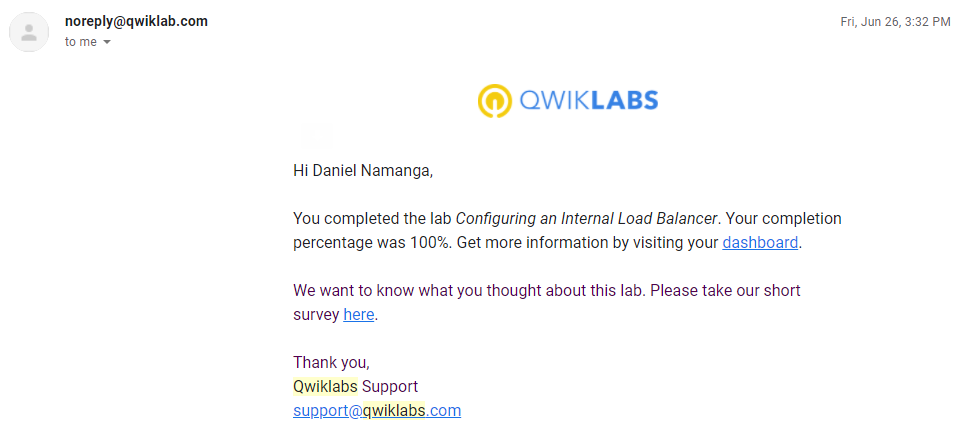 noreply@qwiklab.com
Fri, Jun 26, 3:32 PM
to me
QWIKLABS
Hi Daniel Namanga,
You completed the lab Configuring an Internal Load Balancer. Your completion
percentage was 100%. Get more information by visiting your dashboard.
We want to know what you thought about this lab. Please take our short
survey here.
Thank you,
Qwiklabs Support
support@qwiklabs.com